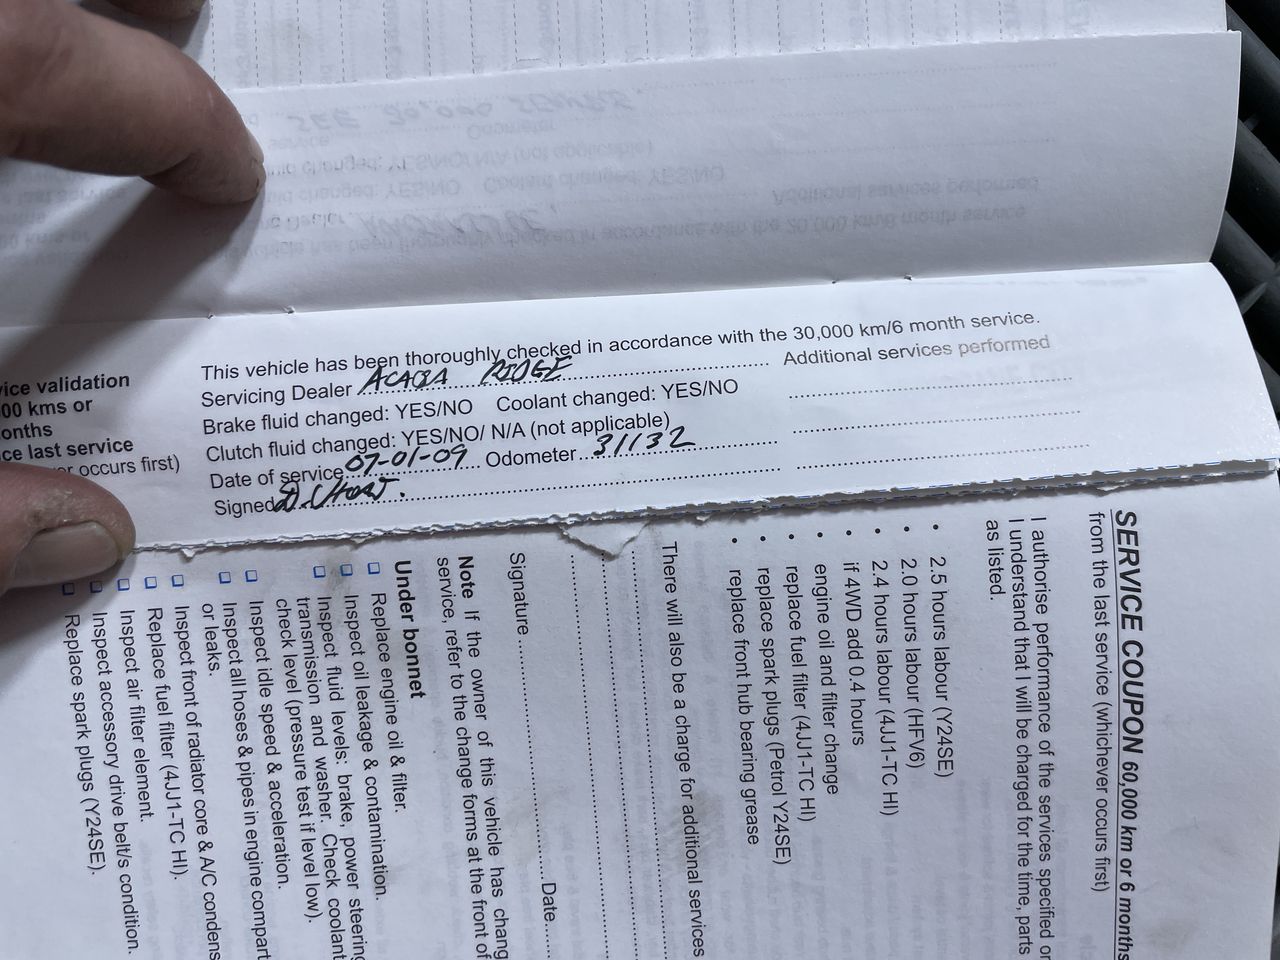 This vehicle has been thoroughly checked in accordance with the 30,000 km/6 month service.
Servicing Dealer ACACIA RIDGE Additional services performed
Brake fluid changed: YES/NO Coolant changed: YES/NO
Clutch fluid changed: YES/NO/ N/A (not applicable)
Date of service 07-01-09 Odometer 31132
Signed
vice validation
00 kms or
onths
ce last service
er occurs first)
SERVICE COUPON 60,000 km or 6 months
from the last service (whichever occurs first)
I authorise performance of the services specified or
I understand that I will be charged for the time, parts
as listed.
• 2.5 hours labour (Y24SE)
• 2.0 hours labour (HFV6)
• 2.4 hours labour (4JJ1-TC HI)
• if 4WD add 0.4 hours
• engine oil and filter change
• replace fuel filter (4JJ1-TC HI)
• replace spark plugs (Petrol Y24SE)
• replace front hub bearing grease
There will also be a charge for additional services
Signature Date
Note If the owner of this vehicle has chang
service, refer to the change forms at the front of
Under bonnet
Replace engine oil & filter.
Inspect oil leakage & contamination.
Inspect fluid levels: brake, power steering
transmission and washer. Check coolant
check level (pressure test if level low).
Inspect idle speed & acceleration.
Inspect all hoses & pipes in engine compart
or leaks.
Inspect front of radiator core & A/C condens
Replace fuel filter (4JJ1-TC HI).
Inspect air filter element.
Inspect accessory drive belt/s condition.
Replace spark plugs (Y24SE).